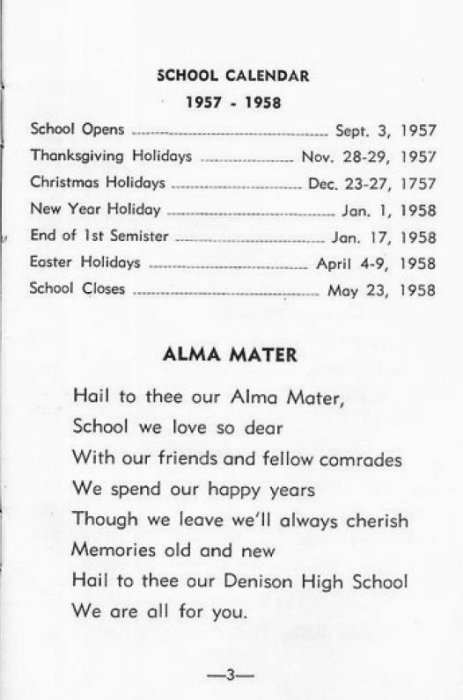 SCHOOL CALENDAR
1957 - 1958
School Opens ---------- Sept. 3, 1957
Thanksgiving Holidays ---------- Nov. 28-29, 1957
Christmas Holidays ---------- Dec. 23-27, 1757
New Year Holiday ---------- Jan. 1, 1958
End of 1st Semister ---------- Jan. 17, 1958
Easter Holidays ---------- April 4-9, 1958
School Closes ---------- May 23, 1958
ALMA MATER
Hail to thee our Alma Mater,
School we love so dear
With our friends and fellow comrades
We spend our happy years
Though we leave we'll always cherish
Memories old and new
Hail to thee our Denison High School
We are all for you.
—3—